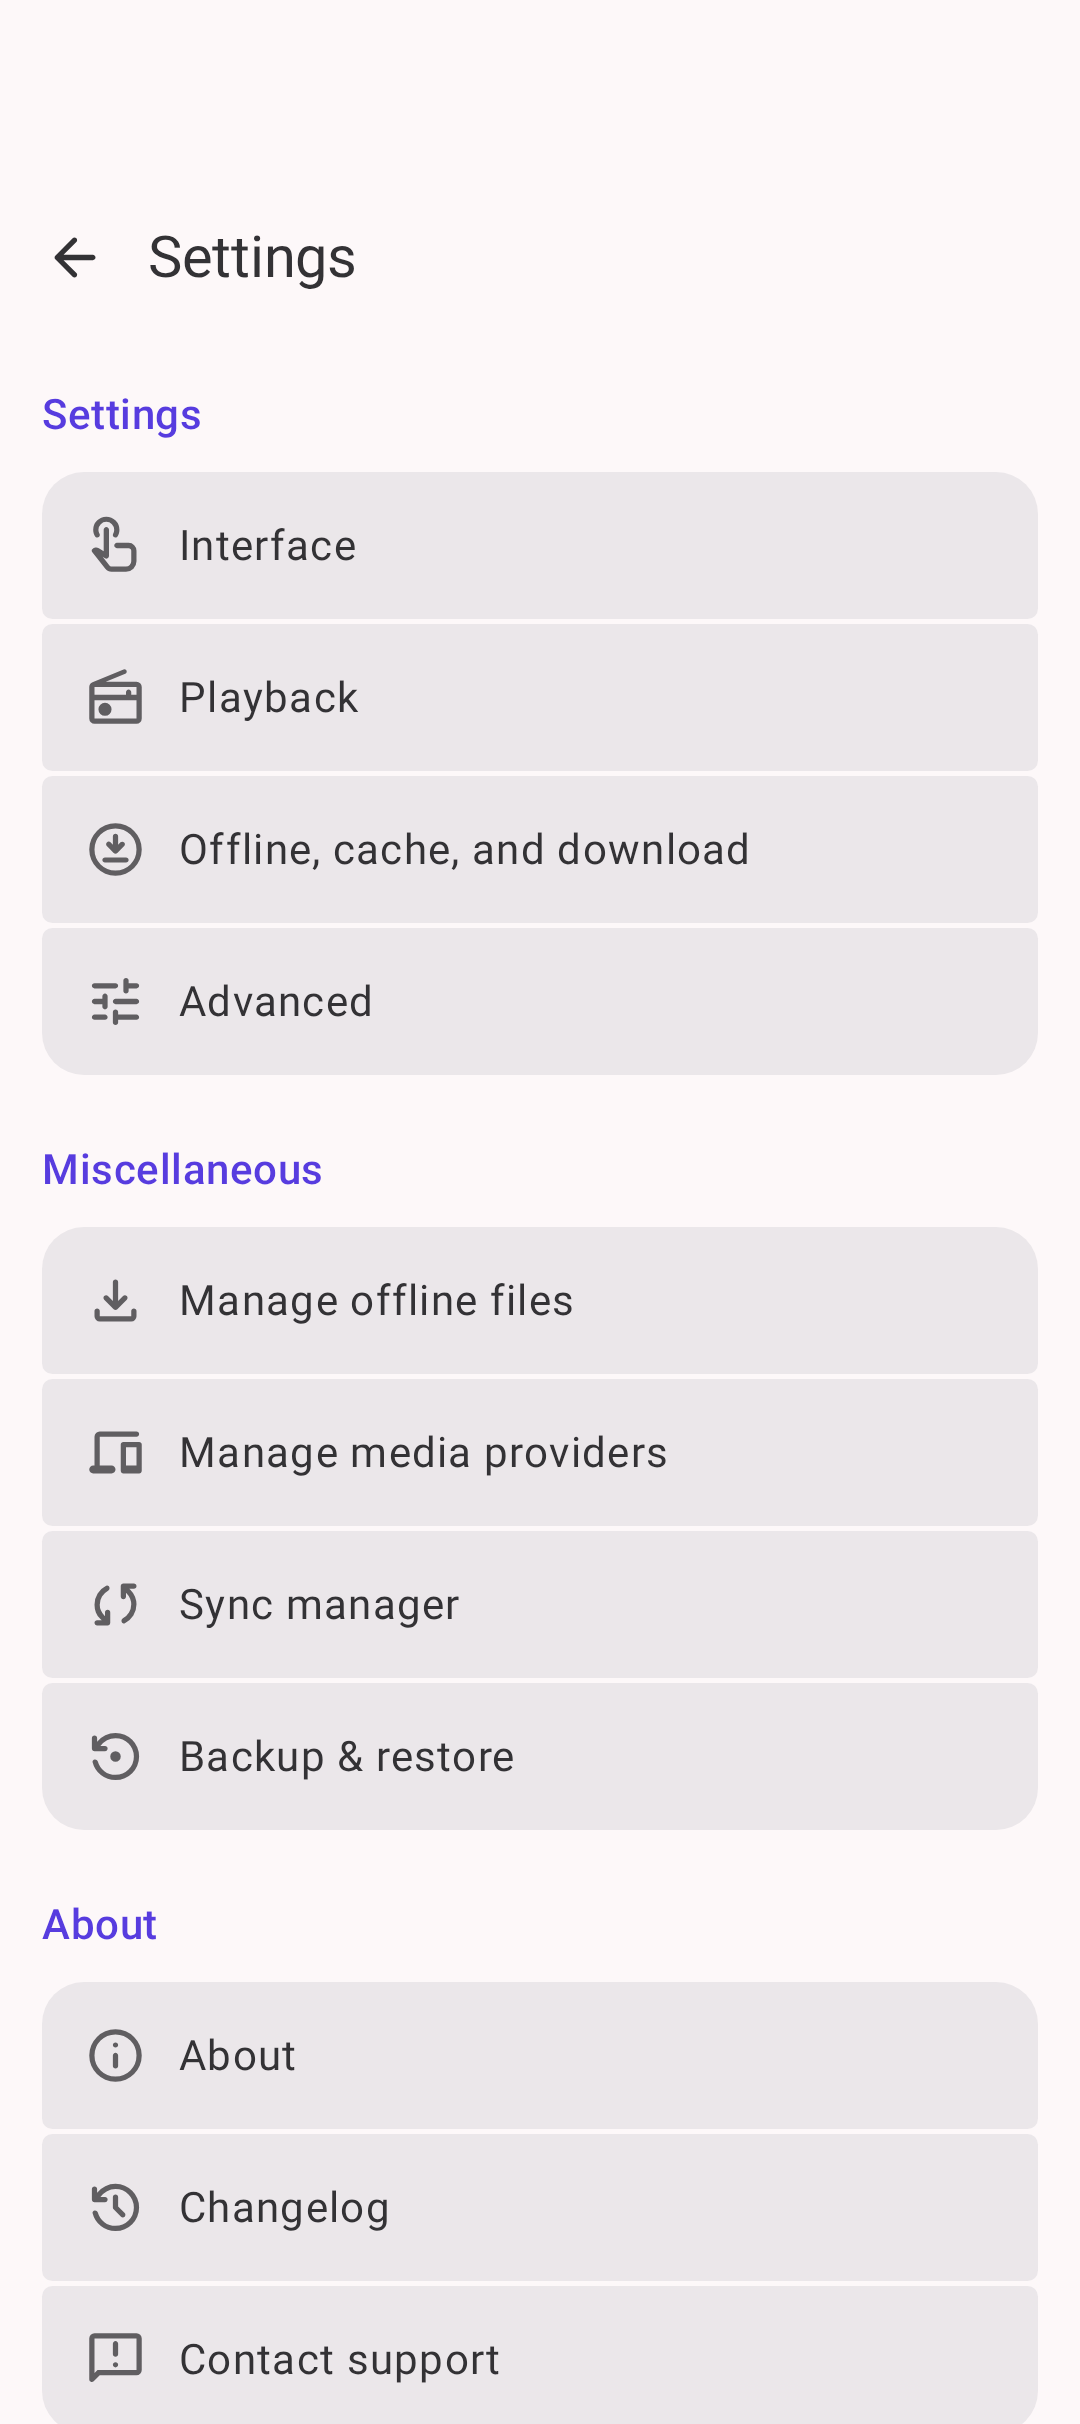 Settings
Settings
Interface
Playback
Offline, cache, and download
Advanced
Miscellaneous
Manage offline files
Manage media providers
Sync manager
Backup & restore
About
About
Changelog
Contact support